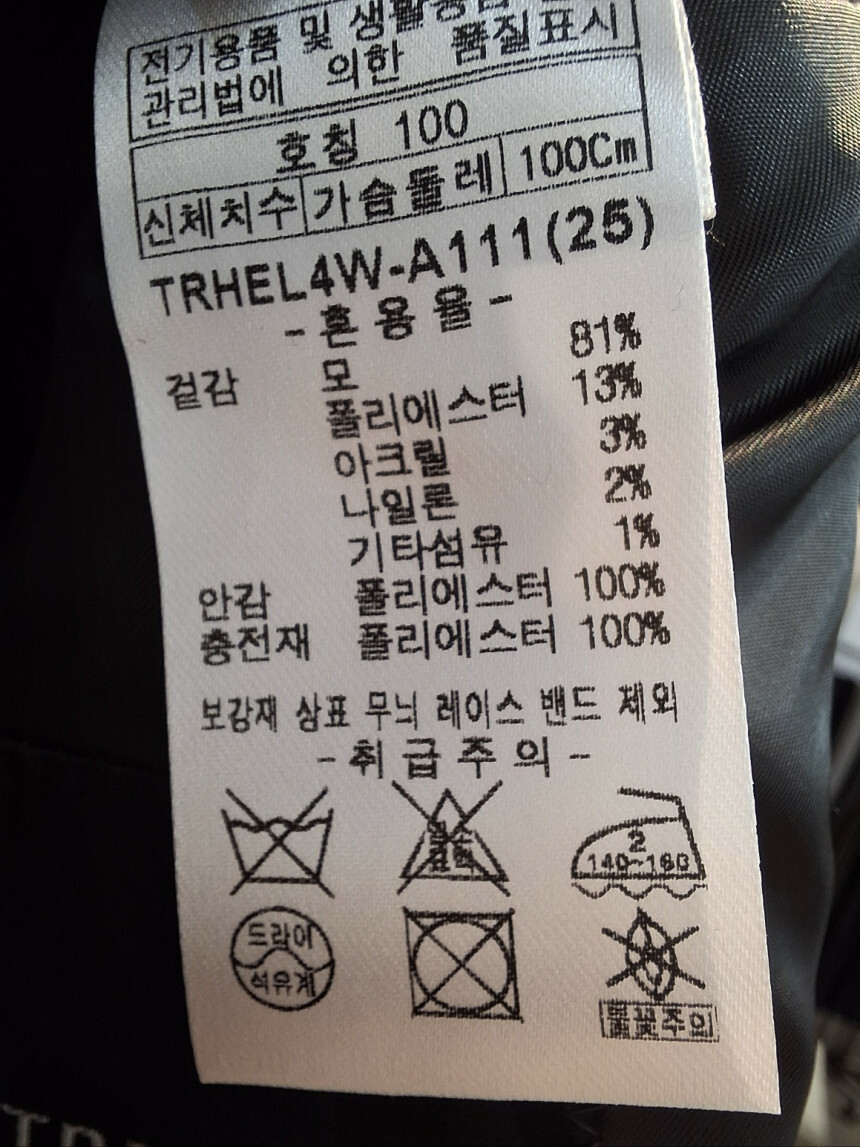 전기용품 및 생활용품
관리법에 의한 품질표시
호칭 100
신체치수 가슴둘레 100Cm
TRHEL4W-A111(25)
-혼용율-
겉감 모 81%
폴리에스터 13%
아크릴 3%
나일론 2%
기타섬유 1%
안감 폴리에스터 100%
충전재 폴리에스터 100%
보강재 상표 무늬 레이스 밴드 제외
-취급주의-
2
140~160
드라이
석유계
불꽃주의